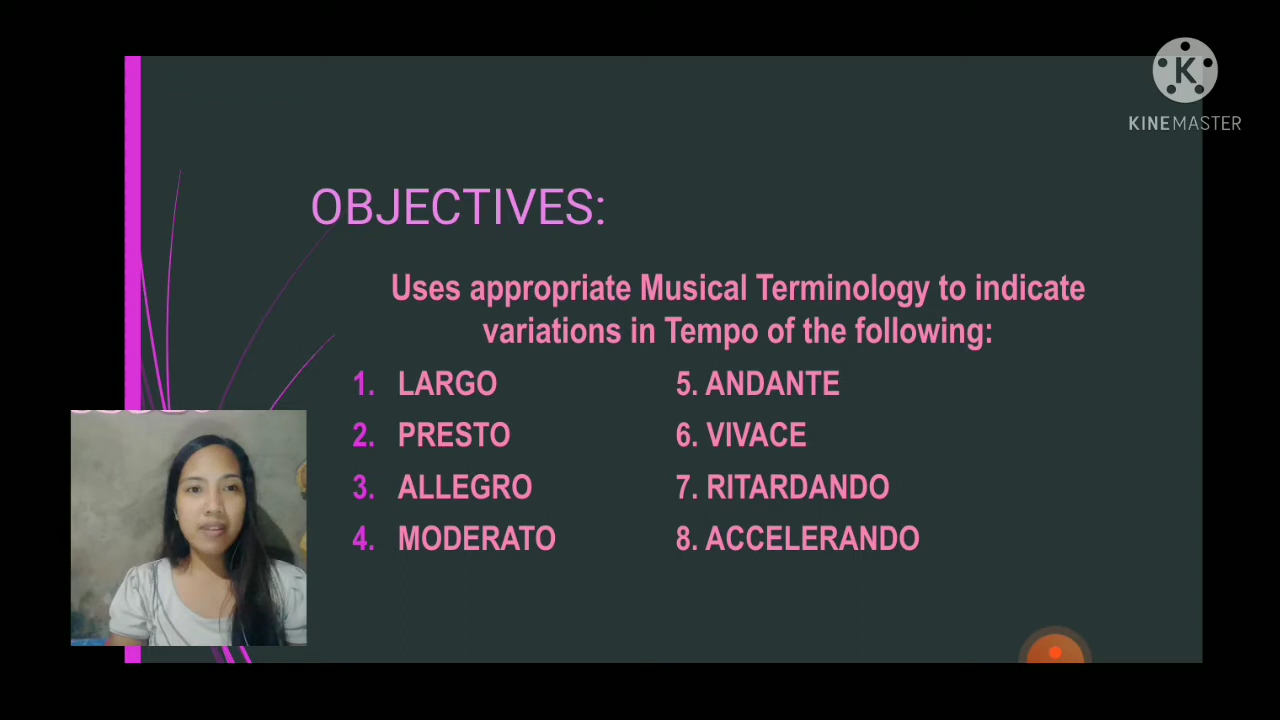 K
KINEMASTER
OBJECTIVES:
Uses appropriate Musical Terminology to indicate
variations in Tempo of the following:
1. LARGO
2. PRESTO
3. ALLEGRO
4. MODERATO
5. ANDANTE
6. VIVACE
7. RITARDANDO
8. ACCELERANDO